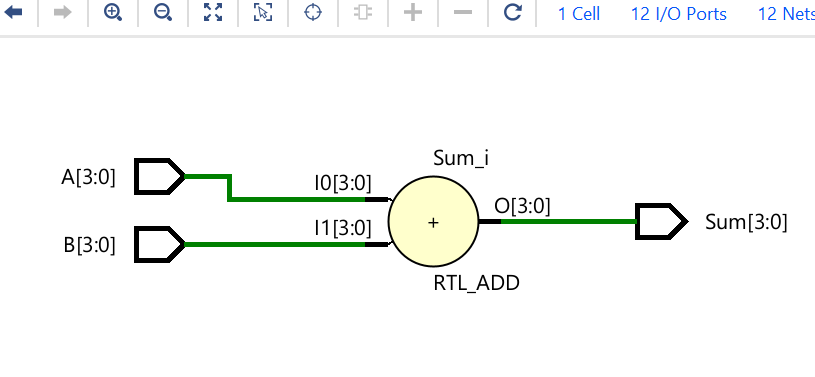 1 Cell 12 I/O Ports 12 Nets
Sum_i
A[3:0] I0[3:0]
O[3:0]
I1[3:0] + Sum[3:0]
B[3:0]
RTL_ADD